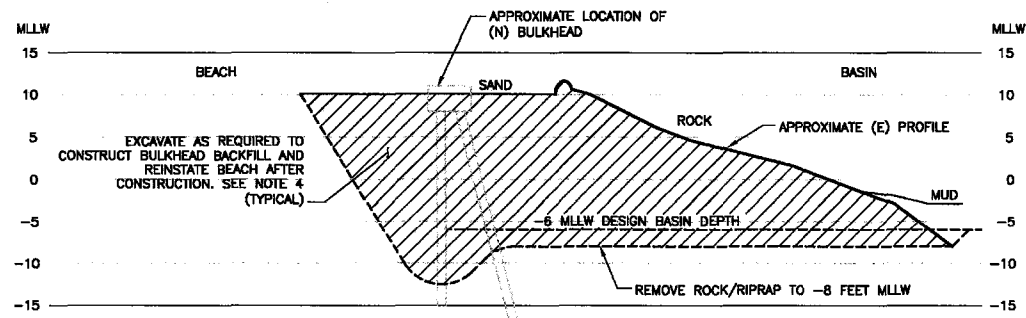 APPROXIMATE LOCATION OF
(N) BULKHEAD
MLLW
MLLW
15
15
BEACH
BASIN
SAND
10
10
ROCK
APPROXIMATE (E) PROFILE
EXCAVATE AS REQUIRED TO
CONSTRUCT BULKHEAD BACKFILL AND
REINSTATE BEACH AFTER
CONSTRUCTION. SEE NOTE 4
(TYPICAL)
5
5
0
0
MUD
-5
-5
-6 MLLW DESIGN BASIN DEPTH
-10
-10
REMOVE ROCK/RIPRAP TO -8 FEET MLLW
-15
-15